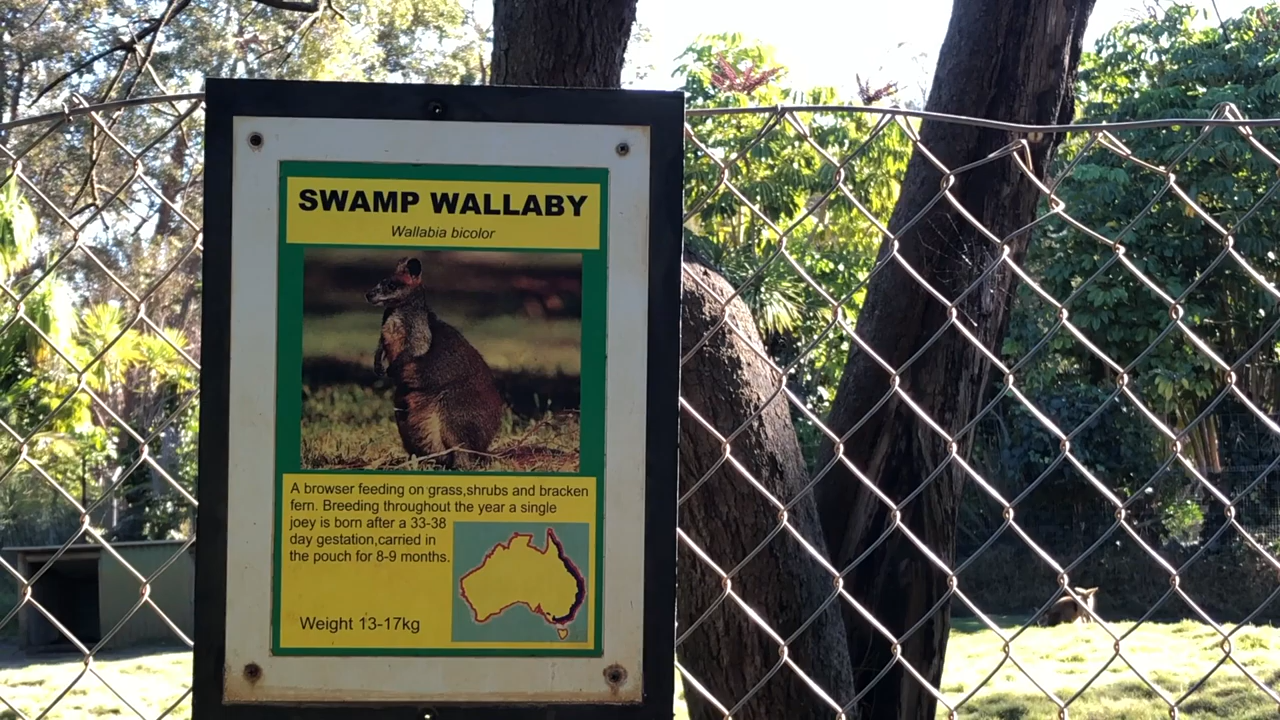 SWAMP WALLABY
Wallabia bicolor
A browser feeding on grass,shrubs and bracken
fern. Breeding throughout the year a single
joey is born after a 33-38
day gestation,carried in
the pouch for 8-9 months.
Weight 13-17kg